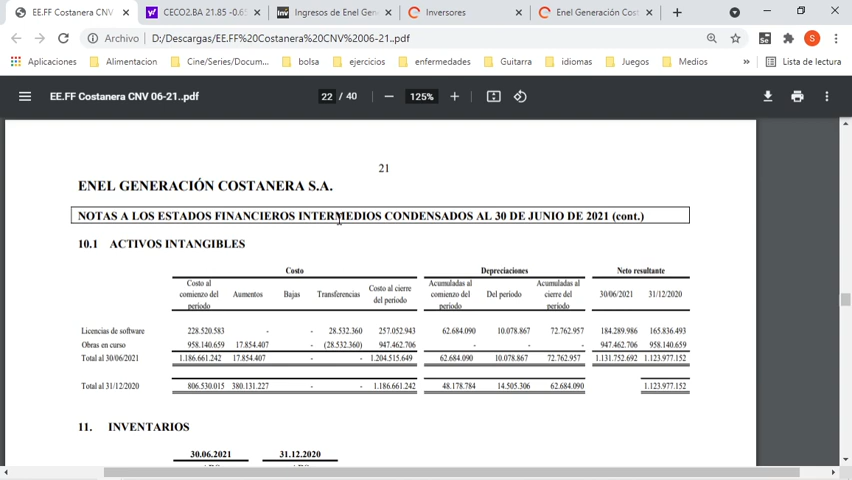 EE.FF Costanera CNV 06-21..pdf
CECO2.BA 21.85 -0.6
Ingresos de Enel Gene
Inversores
Enel Generación Cos
Archivo D:/Descargas/EE.FF%20Costanera%20CNV%2006-21..pdf
Aplicaciones Alimentacion Cine/Series/Docum... bolsa ejercicios enfermedades Guitarra idiomas Juegos Medios » Lista de lectura
EE.FF Costanera CNV 06-21..pdf 22 / 40 − 125% +
21
ENEL GENERACIÓN COSTANERA S.A.
NOTAS A LOS ESTADOS FINANCIEROS INTERMEDIOS CONDENSADOS AL 30 DE JUNIO DE 2021 (cont.)
10.1 ACTIVOS INTANGIBLES
Costo Depreciaciones Neto resultante
Costo al comienzo del período Aumentos Bajas Transferencias Costo al cierre del período Acumuladas al comienzo del período Del período Acumuladas al cierre del período 30/06/2021 31/12/2020
Licencias de software 228.520.583 - - 28.532.360 257.052.943 62.684.090 10.078.867 72.762.957 184.289.986 165.836.493
Obras en curso 958.140.659 17.854.407 - (28.532.360) 947.462.706 - - - 947.462.706 958.140.659
Total al 30/06/2021 1.186.661.242 17.854.407 - - 1.204.515.649 62.684.090 10.078.867 72.762.957 1.131.752.692 1.123.977.152
Total al 31/12/2020 806.530.015 380.131.227 - - 1.186.661.242 48.178.784 14.505.306 62.684.090 1.123.977.152
11. INVENTARIOS
30.06.2021 31.12.2020